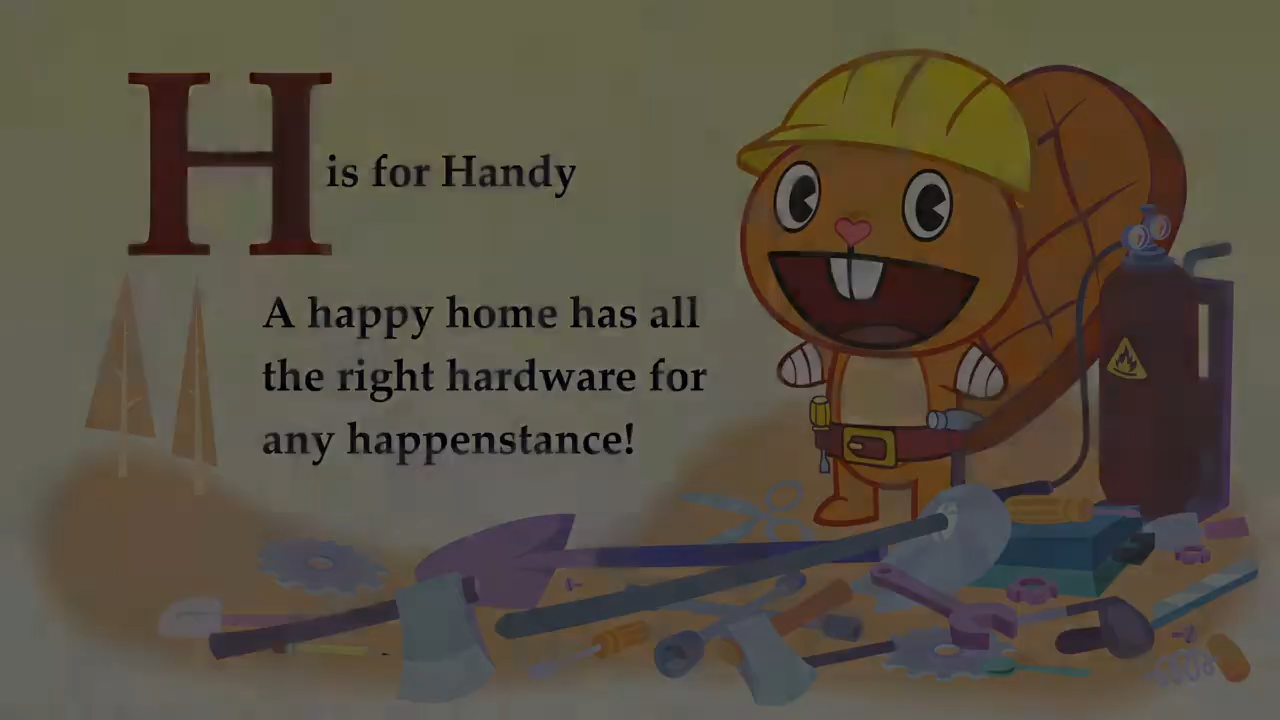 H is for Handy
A happy home has all
the right hardware for
any happenstance!